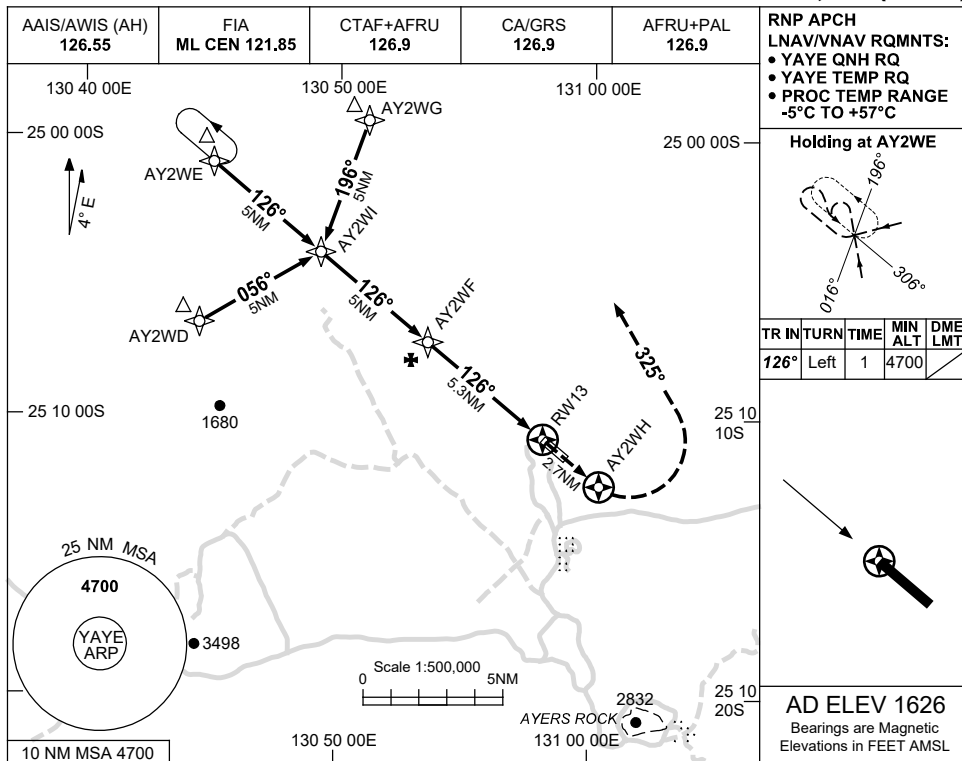 AAIS/AWIS (AH)
126.55
FIA
ML CEN 121.85
CTAF+AFRU
126.9
CA/GRS
126.9
AFRU+PAL
126.9
RNP APCH
LNAV/VNAV RQMNTS:
• YAYE QNH RQ
• YAYE TEMP RQ
• PROC TEMP RANGE
-5°C TO +57°C
130 40 00E
130 50 00E
131 00 00E
25 00 00S
25 00 00S
AY2WG
AY2WE
196°
5NM
126°
5NM
AY2WI
4° E
056°
5NM
AY2WD
126°
5NM
AY2WF
126°
5.3NM
RW13
2.7NM
AY2WH
325°
25 10 00S
25 10
10S
1680
Holding at AY2WE
196°
016°
306°
TR IN TURN TIME MIN ALT DME LMT
126° Left 1 4700
25 NM MSA
4700
YAYE
ARP
3498
Scale 1:500,000
0 5NM
2832
AYERS ROCK
25 10
20S
130 50 00E
131 00 00E
10 NM MSA 4700
AD ELEV 1626
Bearings are Magnetic
Elevations in FEET AMSL